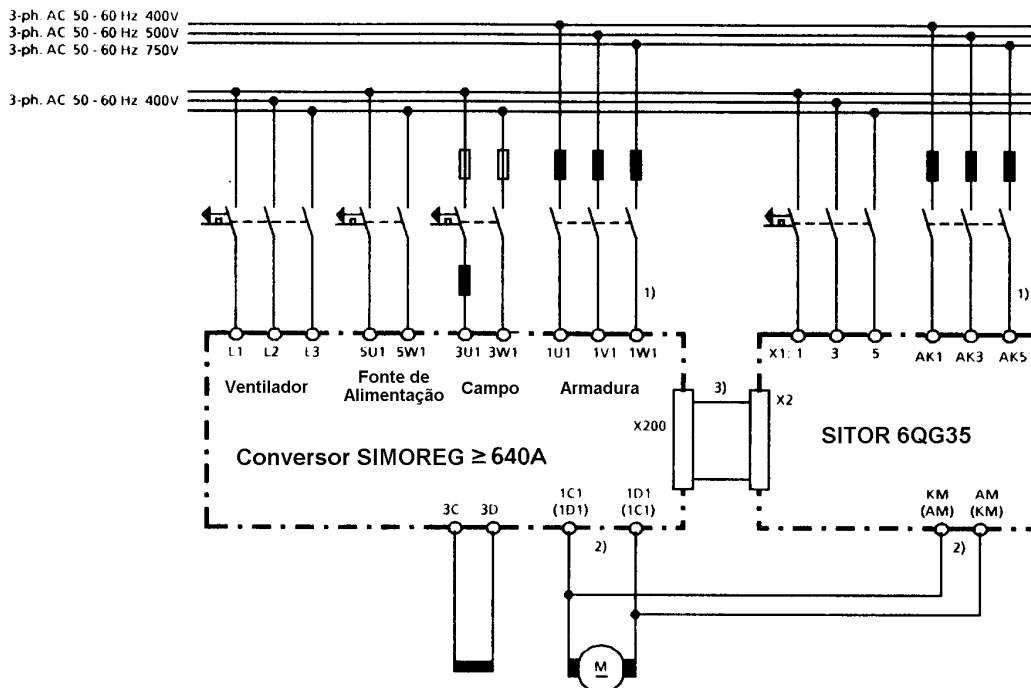 3-ph. AC 50 - 60 Hz 400V
3-ph. AC 50 - 60 Hz 500V
3-ph. AC 50 - 60 Hz 750V
3-ph. AC 50 - 60 Hz 400V
1)
1)
L1 L2 L3 5U1 5W1 3U1 3W1 1U1 1V1 1W1 X1: 1 3 5 AK1 AK3 AK5
Ventilador
Fonte de
Alimentação
Campo
Armadura
3)
X200
X2
Conversor SIMOREG ≥ 640A
SITOR 6QG35
3C 3D
1C1
(1D1)
1D1
(1C1)
KM
(AM)
AM
(KM)
2)
2)
M